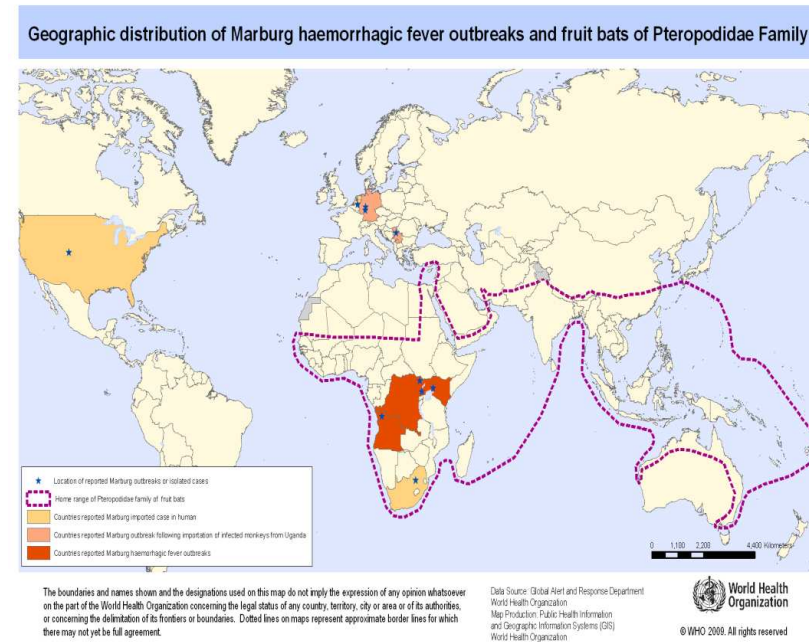 Geographic distribution of Marburg haemorrhagic fever outbreaks and fruit bats of Pteropodidae Family
Location of reported Marburg outbreaks or isolated cases
Home range of Pteropodidae family of fruit bats
Countries reported Marburg imported case in human
Countries reported Marburg outbreak following importation of infected monkeys from Uganda
Countries reported Marburg haemorrhagic fever outbreaks
0 1,100 2,200 4,400 Kilometers
The boundaries and names shown and the designations used on this map do not imply the expression of any opinion whatsoever
on the part of the World Health Organization concerning the legal status of any country, territory, city or area or of its authorities,
or concerning the delimitation of its frontiers or boundaries. Dotted lines on maps represent approximate border lines for which
there may not yet be full agreement.
Data Source: Global Alert and Response Department
World Health Organization
Map Production: Public Health Information
and Geographic Information Systems (GIS)
World Health Organization
World Health
Organization
© WHO 2009. All rights reserved